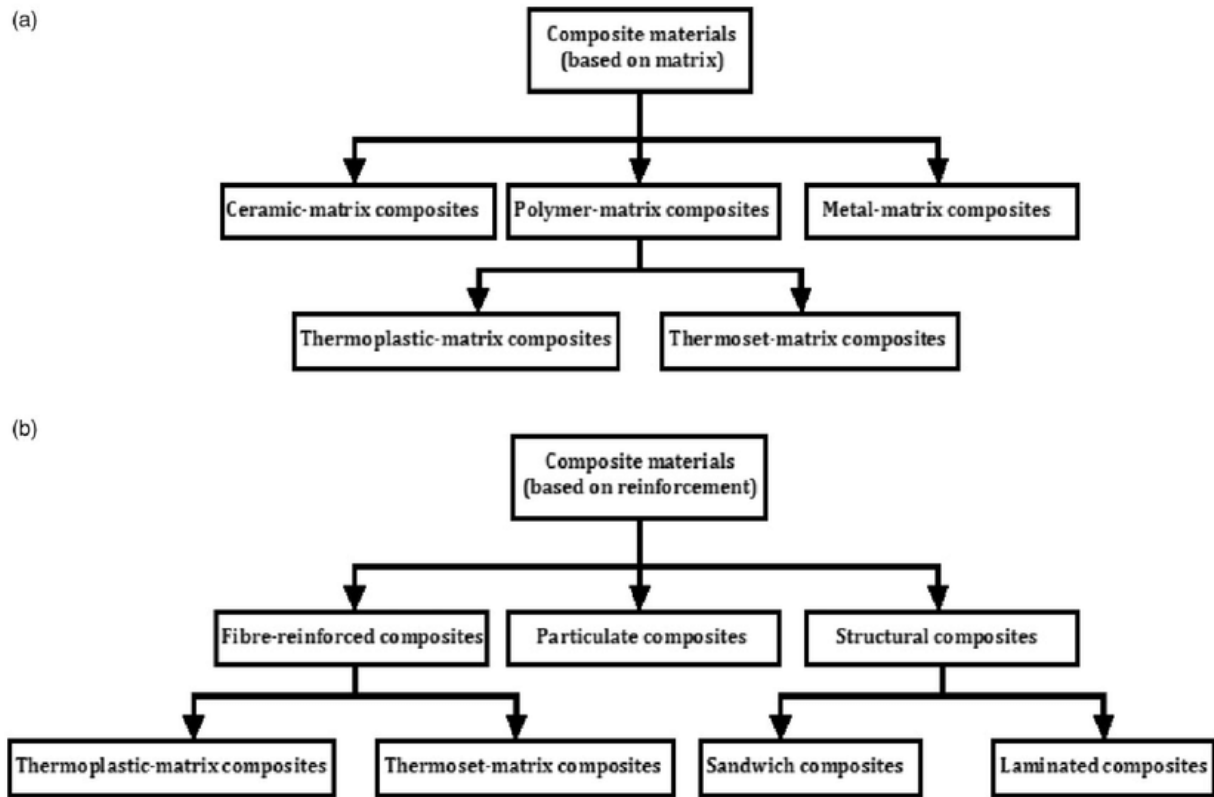 (a)
Composite materials
(based on matrix)
Ceramic-matrix composites
Polymer-matrix composites
Metal-matrix composites
Thermoplastic-matrix composites
Thermoset-matrix composites
(b)
Composite materials
(based on reinforcement)
Fibre-reinforced composites
Particulate composites
Structural composites
Thermoplastic-matrix composites
Thermoset-matrix composites
Sandwich composites
Laminated composites